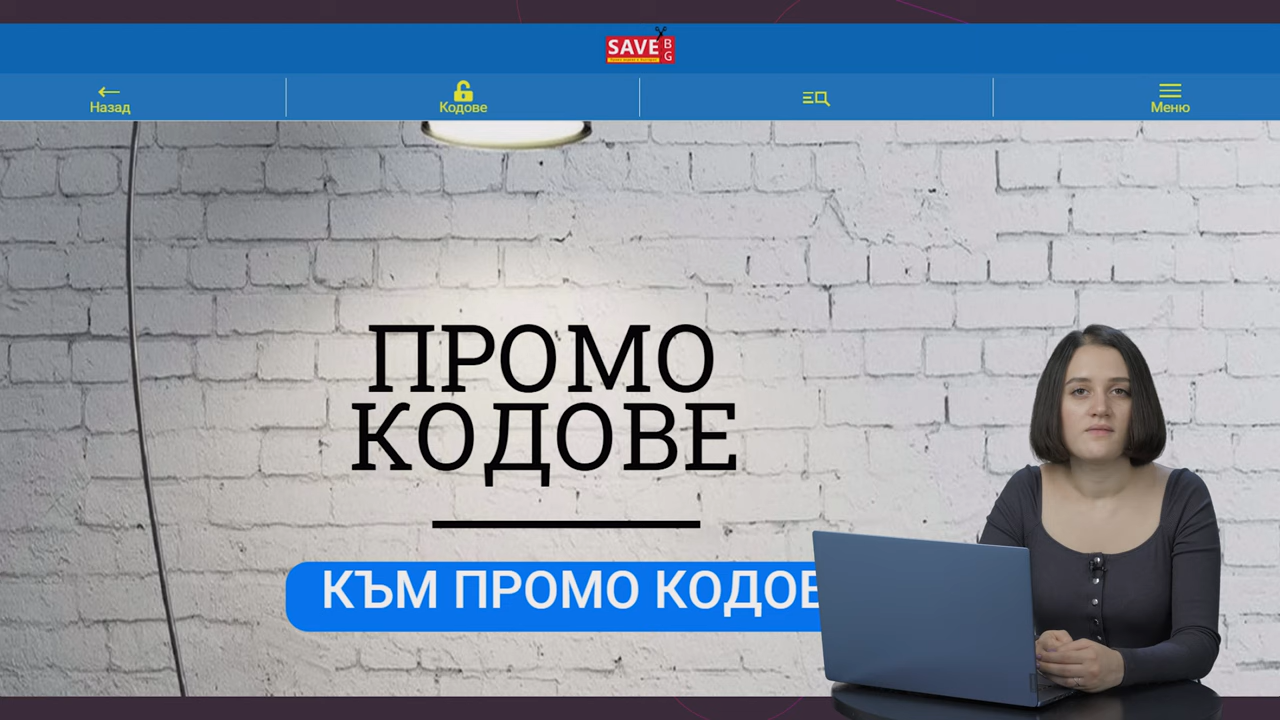 SAVE BG
Назад
Кодове
Меню
ПРОМО
КОДОВЕ
КЪМ ПРОМО КОДОВ